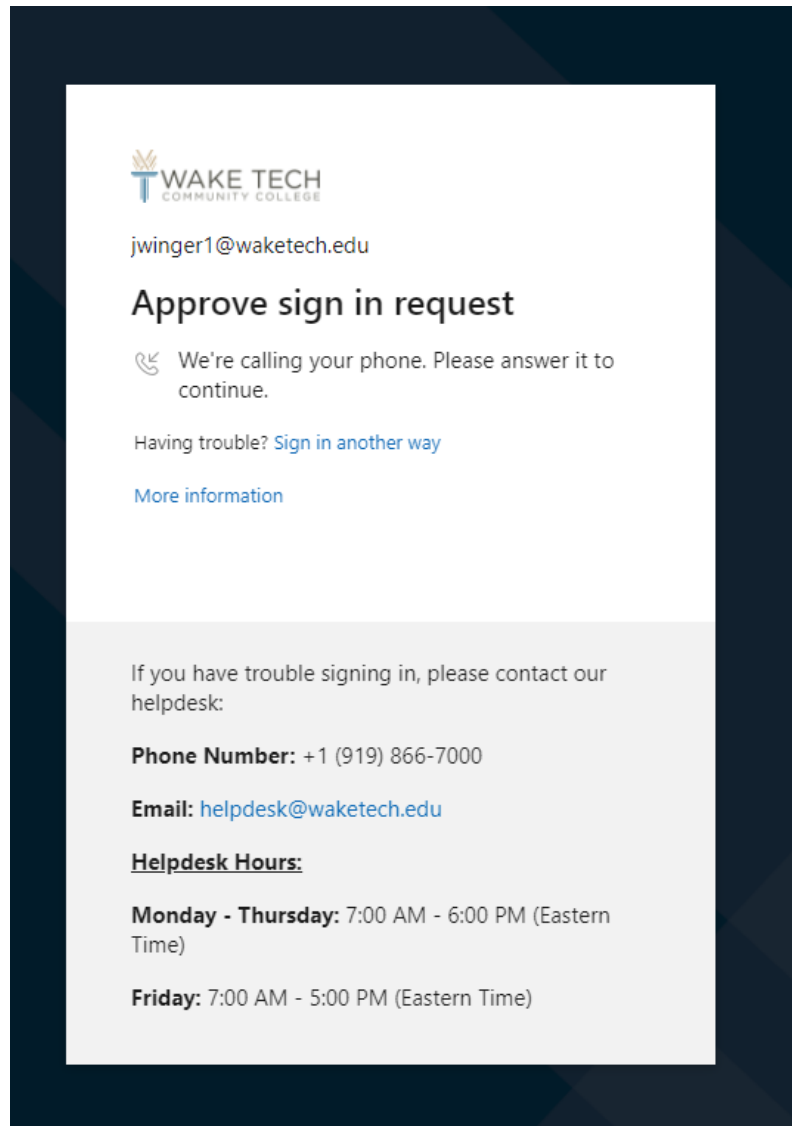 WAKE TECH
COMMUNITY COLLEGE
jwinger1@waketech.edu
Approve sign in request
We're calling your phone. Please answer it to
continue.
Having trouble? Sign in another way
More information
If you have trouble signing in, please contact our
helpdesk:
Phone Number: +1 (919) 866-7000
Email: helpdesk@waketech.edu
Helpdesk Hours:
Monday - Thursday: 7:00 AM - 6:00 PM (Eastern
Time)
Friday: 7:00 AM - 5:00 PM (Eastern Time)